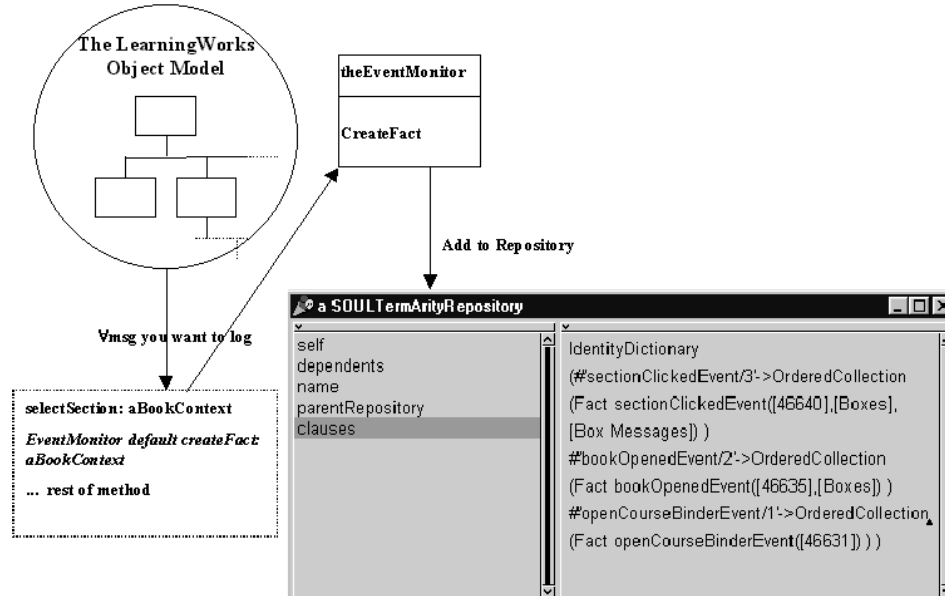 The LearningWorks
Object Model
theEventMonitor
CreateFact
Add to Repository
∀msg you want to log
selectSection: aBookContext
EventMonitor default createFact:
aBookContext
... rest of method
a SOULTermArityRepository
self
dependents
name
parentRepository
clauses
IdentityDictionary
(#'sectionClickedEvent/3'->OrderedCollection
(Fact sectionClickedEvent([46640],[Boxes],
[Box Messages]) )
#'bookOpenedEvent/2'->OrderedCollection
(Fact bookOpenedEvent([46635],[Boxes]) )
#'openCourseBinderEvent/1'->OrderedCollection
(Fact openCourseBinderEvent([46631]) ) )